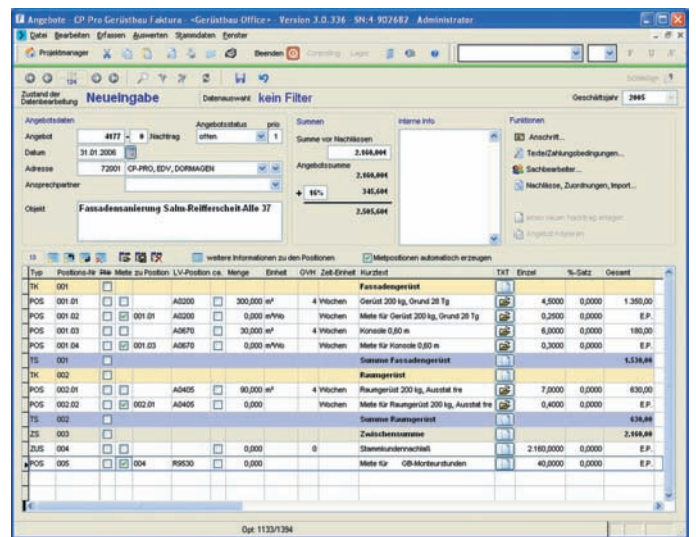 Angebote - CP-Pro Gerüstbau Faktura - <Gerüstbau-Office> - Version 3.0.336 SN:4-902682 Administrator
Datei Bearbeiten Erfassen Auswerten Stammdaten Fenster
Projektmanager Beenden Controlling Lager F U
Zustand der Datenbearbeitung Neueingabe Datenauswahl kein Filter Geschäftsjahr 2005
Angebotsdaten Angebotsstatus prio Summen interne Info Funktionen
Angebot 4177 - 0 Nachtrag offen 1 Summe vor Nachlässen Anschrift...
Datum 31.01.2006 2.160,00€ Texte/Zahlungsbedingungen...
Adresse 72001 CP-PRO, EDV, DORMAGEN Angebotssumme 2.160,00€ Sachbearbeiter...
Ansprechpartner + 16% 345,60€ Nachlässe, Zuordnungen, Import...
Objekt Fassadensanierung Salm-Reifferscheit-Alle 37 2.505,60€
einen neuen Nachtrag anlegen
Angebot kopieren
13 weitere Informationen zu den Positionen Mietpositionen automatisch erzeugen
Typ Positions-Nr Miete zu Position LV-Position ca. Menge Einheit GVH Zeit-Einheit Kurztext TXT Einzel %-Satz Gesamt
TK 001 Fassadengerüst
POS 001.01 A0200 300,000 m² 4 Wochen Gerüst 200 kg, Grund 28 Tg 4,5000 0,0000 1.350,00
POS 001.02 001.01 A0200 0,000 m²Wo Miete für Gerüst 200 kg, Grund 28 Tg 0,2500 0,0000 E.P.
POS 001.03 A0670 30,000 m² 4 Wochen Konsole 0,60 m 6,0000 0,0000 180,00
POS 001.04 001.03 A0670 0,000 m²Wo Miete für Konsole 0,60 m 0,3000 0,0000 E.P.
TS 001 Summe Fassadengerüst 1.530,00
TK 002 Raumgerüst
POS 002.01 A0405 90,000 m² 4 Wochen Raumgerüst 200 kg, Ausstat fre 7,0000 0,0000 630,00
POS 002.02 002.01 A0405 0,000 Miete für Raumgerüst 200 kg, Ausstat fre 0,4000 0,0000 E.P.
TS 002 Summe Raumgerüst 630,00
ZS 003 Zwischensumme 2.160,00
ZUS 004 0,000 0 Stammkundennachlaß 2.160,0000 0,0000 E.P.
POS 005 004 R9530 0,000 Miete für GB-Monteurstunden 40,0000 0,0000 E.P.
Opt: 1133/1394